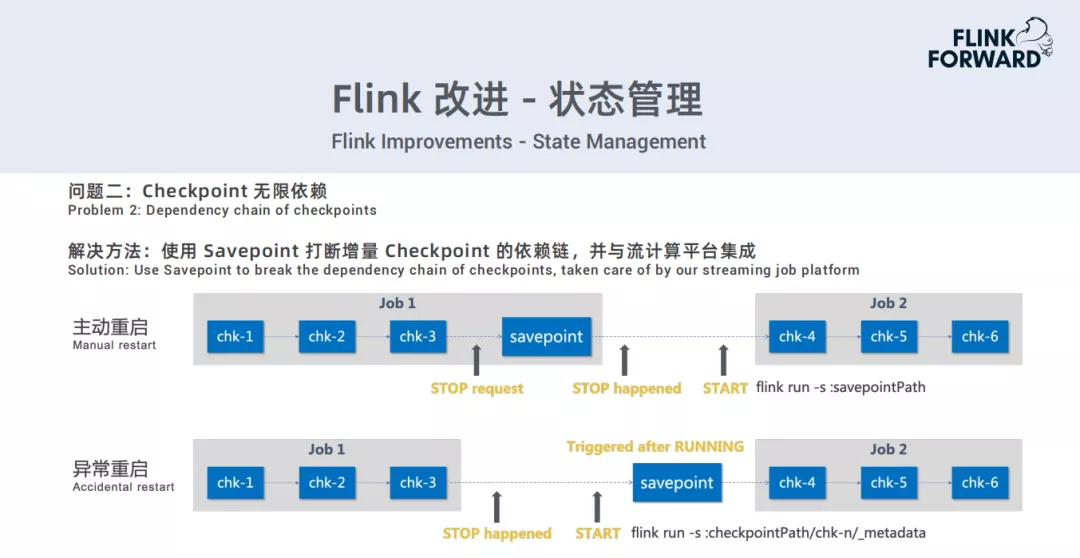 FLINK
FORWARD
Flink 改进 - 状态管理
Flink Improvements - State Management
问题二：Checkpoint 无限依赖
Problem 2: Dependency chain of checkpoints
解决方法：使用 Savepoint 打断增量 Checkpoint 的依赖链，并与流计算平台集成
Solution: Use Savepoint to break the dependency chain of checkpoints, taken care of by our streaming job platform
Job 1
Job 2
主动重启
Manual restart
chk-1
chk-2
chk-3
savepoint
chk-4
chk-5
chk-6
STOP request
STOP happened
START
flink run -s :savepointPath
Triggered after RUNNING
Job 1
Job 2
异常重启
Accidental restart
chk-1
chk-2
chk-3
savepoint
chk-4
chk-5
chk-6
STOP happened
START
flink run -s :checkpointPath/chk-n/_metadata